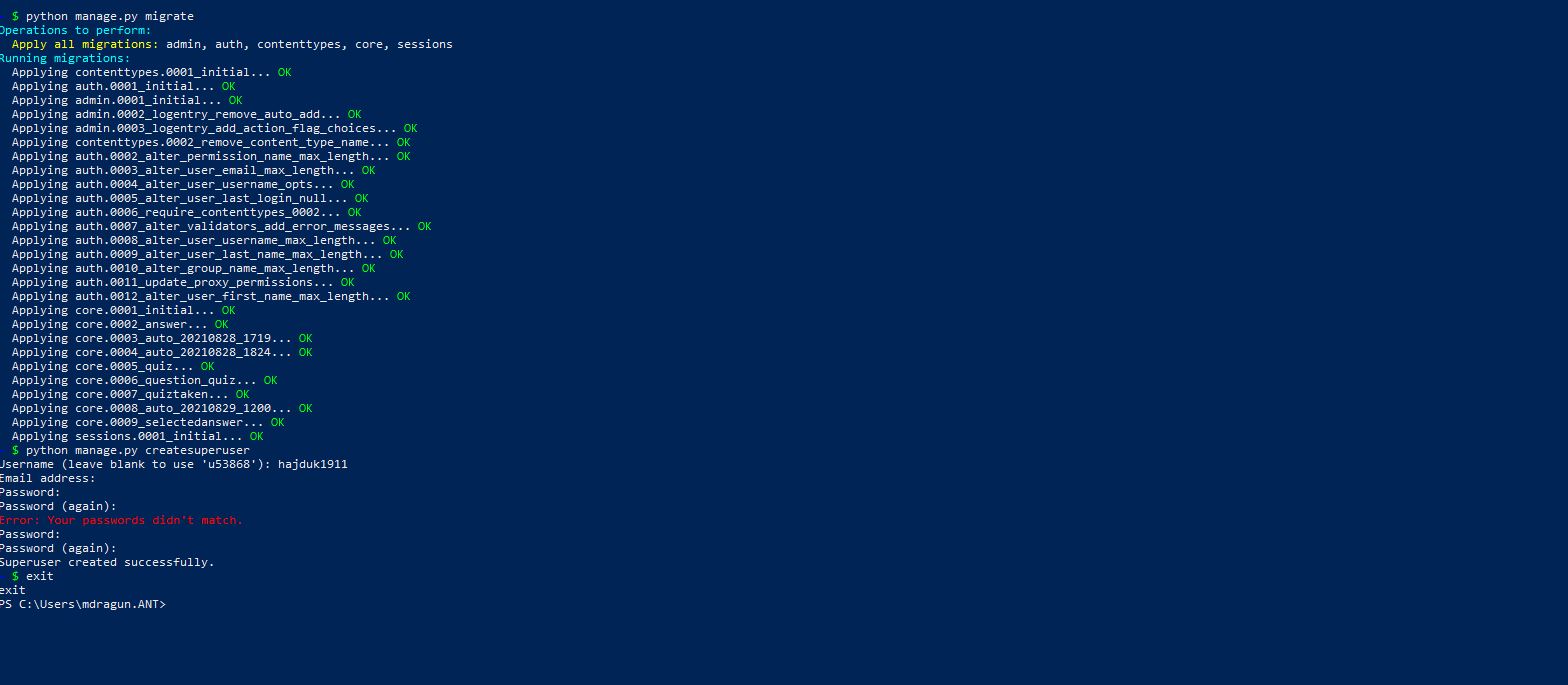 $ python manage.py migrate
Operations to perform:
Apply all migrations: admin, auth, contenttypes, core, sessions
Running migrations:
Applying contenttypes.0001_initial... OK
Applying auth.0001_initial... OK
Applying admin.0001_initial... OK
Applying admin.0002_logentry_remove_auto_add... OK
Applying admin.0003_logentry_add_action_flag_choices... OK
Applying contenttypes.0002_remove_content_type_name... OK
Applying auth.0002_alter_permission_name_max_length... OK
Applying auth.0003_alter_user_email_max_length... OK
Applying auth.0004_alter_user_username_opts... OK
Applying auth.0005_alter_user_last_login_null... OK
Applying auth.0006_require_contenttypes_0002... OK
Applying auth.0007_alter_validators_add_error_messages... OK
Applying auth.0008_alter_user_username_max_length... OK
Applying auth.0009_alter_user_last_name_max_length... OK
Applying auth.0010_alter_group_name_max_length... OK
Applying auth.0011_update_proxy_permissions... OK
Applying auth.0012_alter_user_first_name_max_length... OK
Applying core.0001_initial... OK
Applying core.0002_answer... OK
Applying core.0003_auto_20210828_1719... OK
Applying core.0004_auto_20210828_1824... OK
Applying core.0005_quiz... OK
Applying core.0006_question_quiz... OK
Applying core.0007_quiztaken... OK
Applying core.0008_auto_20210829_1200... OK
Applying core.0009_selectedanswer... OK
Applying sessions.0001_initial... OK
$ python manage.py createsuperuser
Username (leave blank to use 'u53868'): hajduk1911
Email address:
Password:
Password (again):
Error: Your passwords didn't match.
Password:
Password (again):
Superuser created successfully.
$ exit
exit
PS C:\Users\mdragun.ANT>